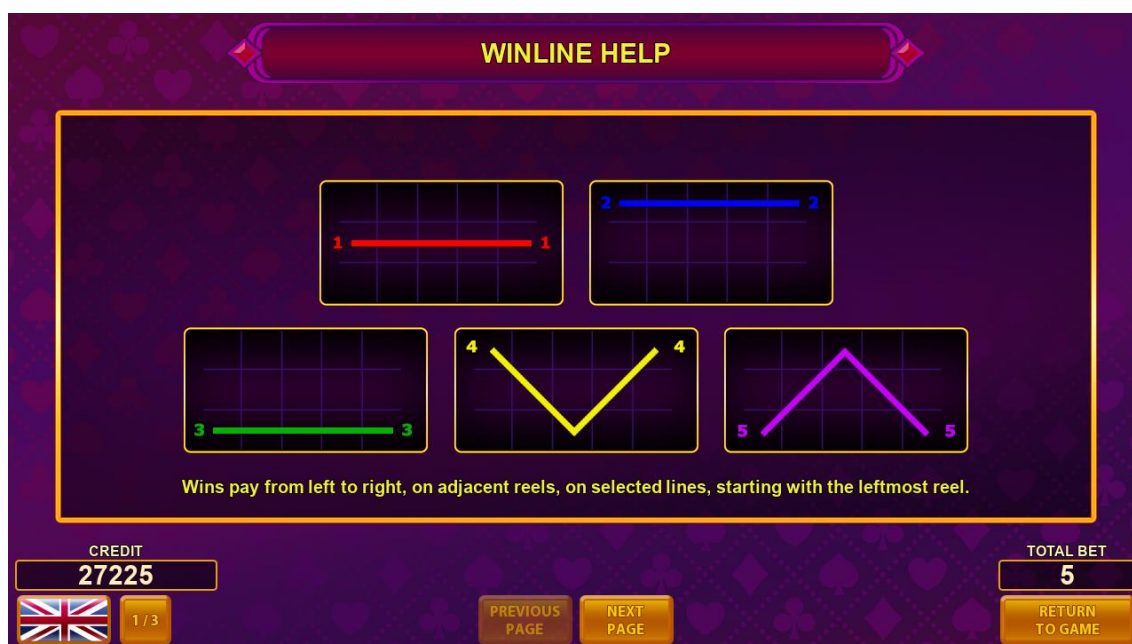 WINLINE HELP
1 1
2 2
3 3
4 4
5 5
Wins pay from left to right, on adjacent reels, on selected lines, starting with the leftmost reel.
CREDIT
27225
TOTAL BET
5
1 / 3
PREVIOUS
PAGE
NEXT
PAGE
RETURN
TO GAME